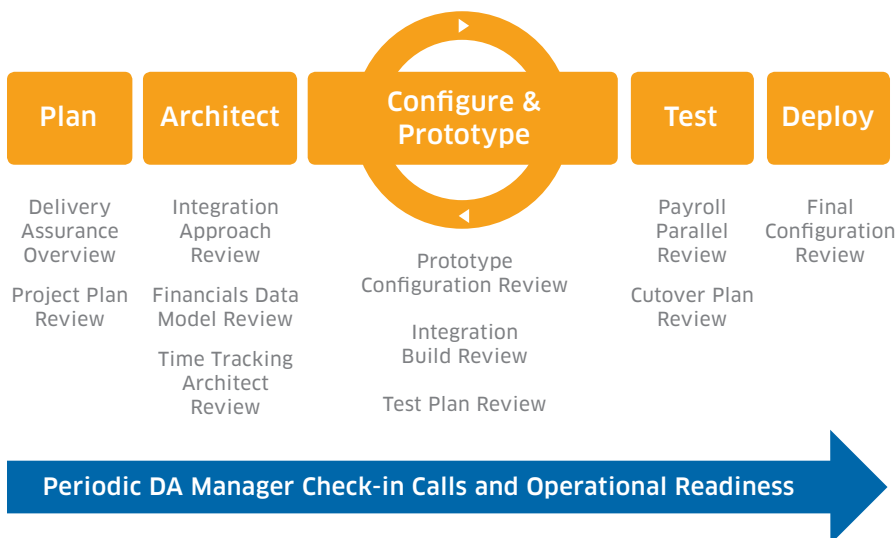 Plan
Architect
Configure &
Prototype
Test
Deploy
Delivery
Assurance
Overview
Project Plan
Review
Integration
Approach
Review
Financials Data
Model Review
Time Tracking
Architect
Review
Prototype
Configuration Review
Integration
Build Review
Test Plan Review
Payroll
Parallel
Review
Cutover Plan
Review
Final
Configuration
Review
Periodic DA Manager Check-in Calls and Operational Readiness